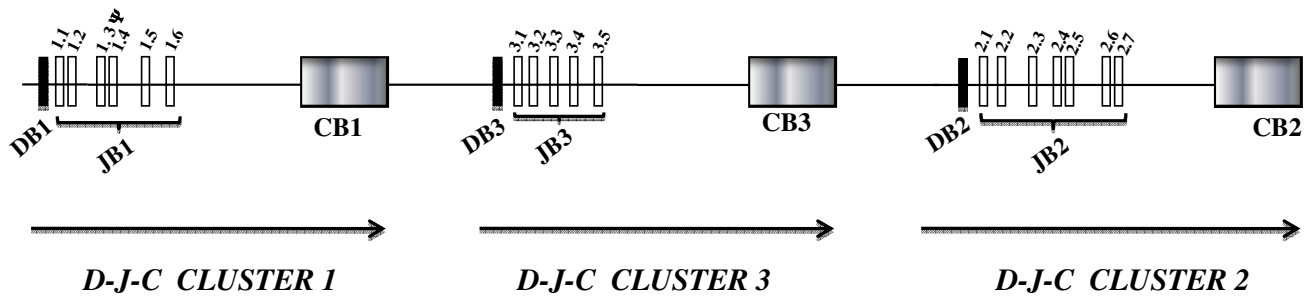 1.1 1.2 1.3Ψ 1.4 1.5 1.6 3.1 3.2 3.3 3.4 3.5 2.1 2.2 2.3 2.4 2.5 2.6 2.7
DB1 JB1 CB1 DB3 JB3 CB3 DB2 JB2 CB2
D-J-C CLUSTER 1 D-J-C CLUSTER 3 D-J-C CLUSTER 2